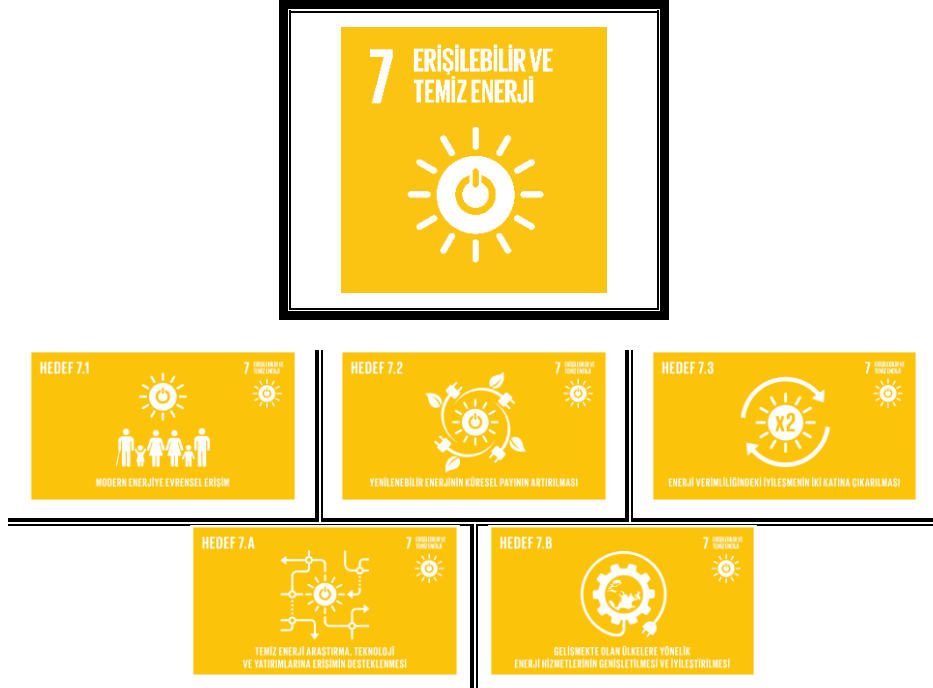 7 ERİŞİLEBİLİR VE
TEMİZ ENERJİ
HEDEF 7.1
7 ERİŞİLEBİLİR VE
TEMİZ ENERJİ
MODERN ENERJİYE EVRENSEL ERİŞİM
HEDEF 7.2
7 ERİŞİLEBİLİR VE
TEMİZ ENERJİ
YENİLENEBİLİR ENERJİNİN KÜRESEL PAYININ ARTIRILMASI
HEDEF 7.3
7 ERİŞİLEBİLİR VE
TEMİZ ENERJİ
X2
ENERJİ VERİMLİLİĞİNDEKİ İYİLEŞMENİN İKİ KATINA ÇIKARILMASI
HEDEF 7.A
7 ERİŞİLEBİLİR VE
TEMİZ ENERJİ
TEMİZ ENERJİ ARAŞTIRMA, TEKNOLOJİ
VE YATIRIMLARINA ERİŞİMİN DESTEKLENMESİ
HEDEF 7.B
7 ERİŞİLEBİLİR VE
TEMİZ ENERJİ
GELİŞMEKTE OLAN ÜLKELERE YÖNELİK
ENERJİ HİZMETLERİNİN GENİŞLETİLMESİ VE İYİLEŞTİRİLMESİ